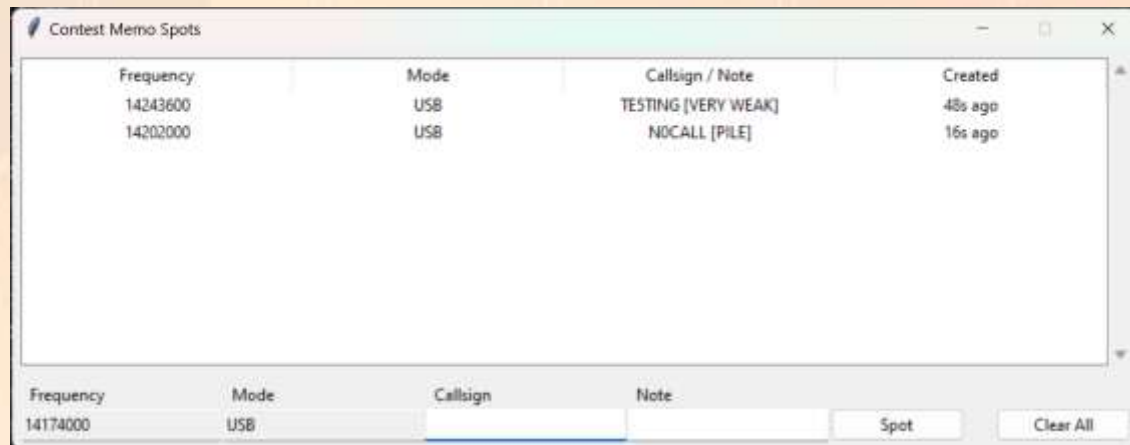 Contest Memo Spots
Frequency Mode Callsign / Note Created
14243600 USB TESTING [VERY WEAK] 48s ago
14202000 USB N0CALL [PILE] 16s ago
Frequency Mode Callsign Note
14174000 USB Spot Clear All